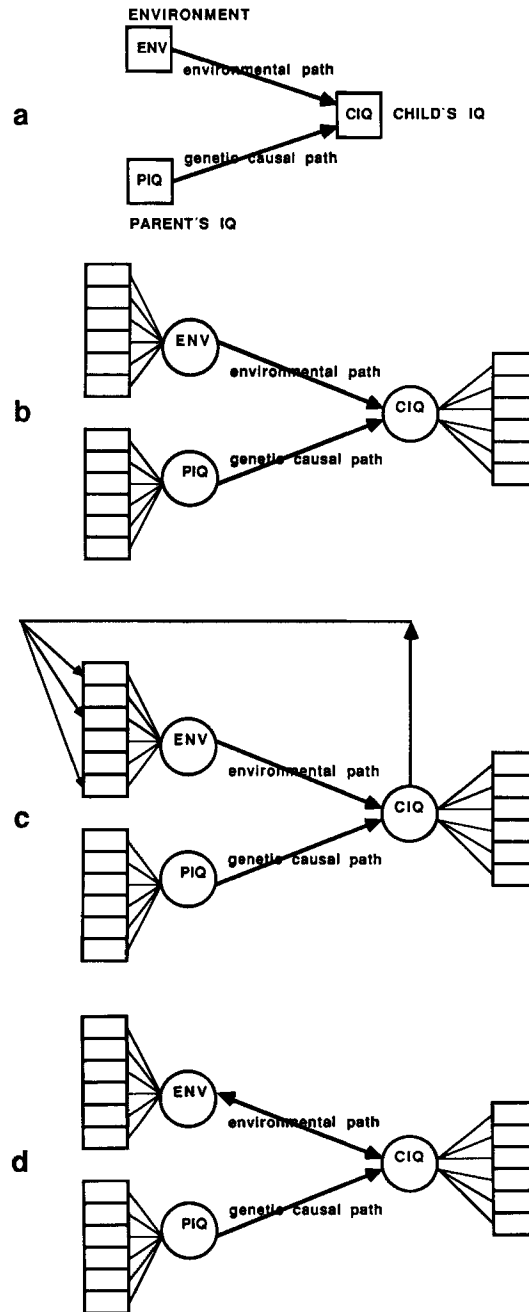 ENVIRONMENT
ENV
environmental path
a
CIQ CHILD'S IQ
genetic causal path
PIQ
PARENT'S IQ
ENV
environmental path
b
CIQ
genetic causal path
PIQ
ENV
environmental path
c
CIQ
genetic causal path
PIQ
ENV
environmental path
d
CIQ
genetic causal path
PIQ